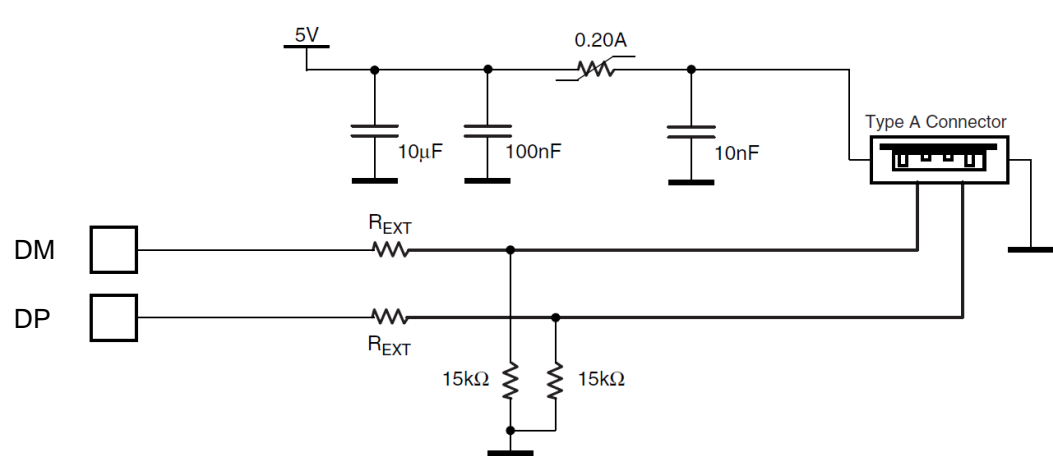 5V
0.20A
Type A Connector
10μF
100nF
10nF
REXT
DM
DP
REXT
15kΩ
15kΩ